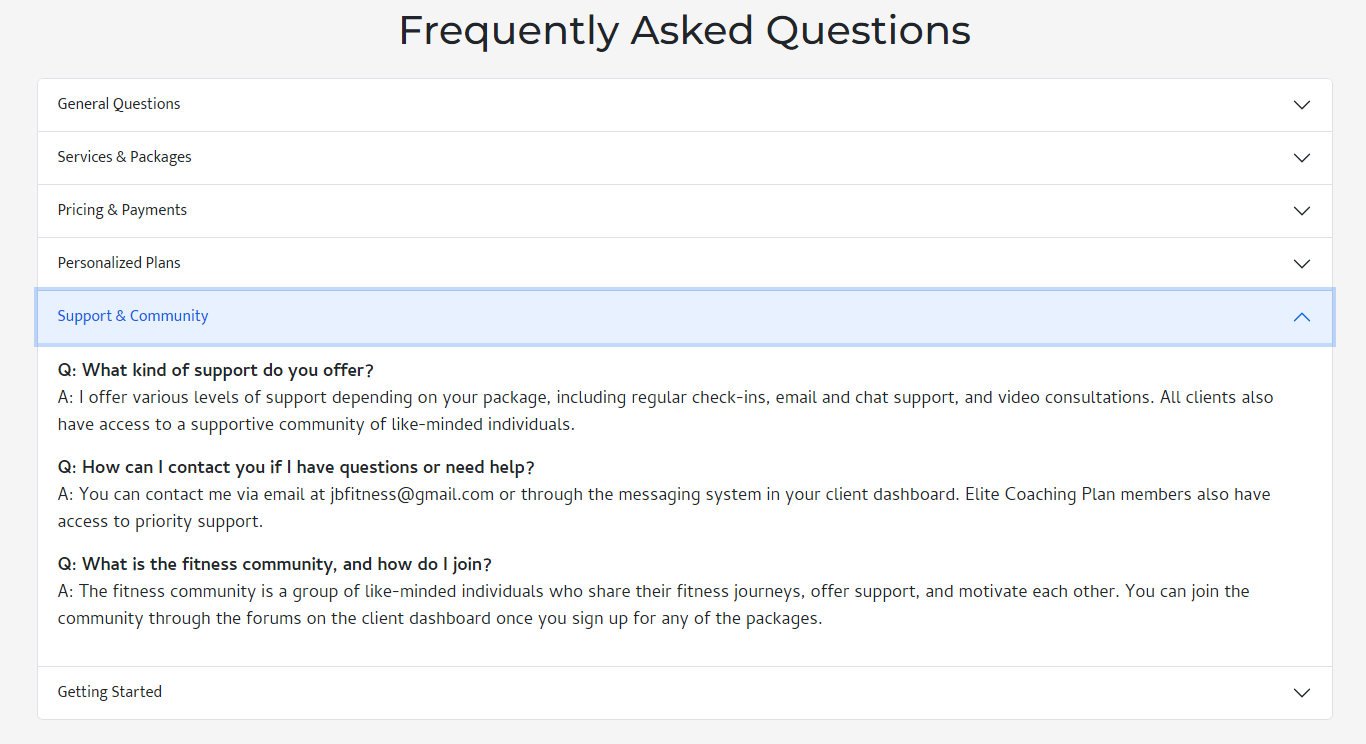 Frequently Asked Questions
General Questions
Services & Packages
Pricing & Payments
Personalized Plans
Support & Community
Q: What kind of support do you offer?
A: I offer various levels of support depending on your package, including regular check-ins, email and chat support, and video consultations. All clients also
have access to a supportive community of like-minded individuals.
Q: How can I contact you if I have questions or need help?
A: You can contact me via email at jbfitness@gmail.com or through the messaging system in your client dashboard. Elite Coaching Plan members also have
access to priority support.
Q: What is the fitness community, and how do I join?
A: The fitness community is a group of like-minded individuals who share their fitness journeys, offer support, and motivate each other. You can join the
community through the forums on the client dashboard once you sign up for any of the packages.
Getting Started